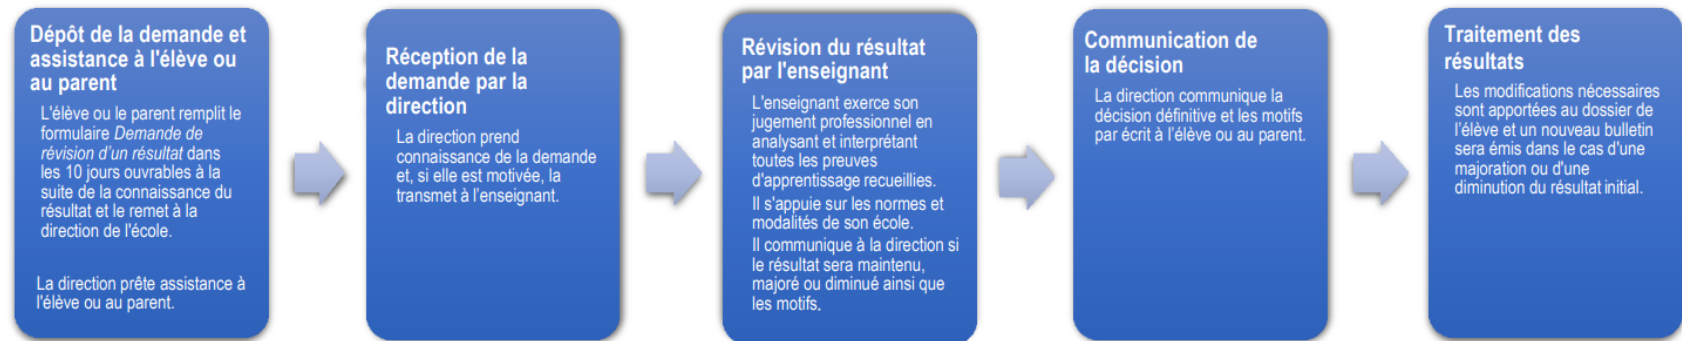 Dépôt de la demande et
assistance à l'élève ou
au parent
L'élève ou le parent remplit le
formulaire Demande de
révision d'un résultat dans
les 10 jours ouvrables à la
suite de la connaissance du
résultat et le remet à la
direction de l'école.
La direction prête assistance à
l'élève ou au parent.
Réception de la
demande par la
direction
La direction prend
connaissance de la demande
et, si elle est motivée, la
transmet à l'enseignant.
Révision du résultat
par l'enseignant
L'enseignant exerce son
jugement professionnel en
analysant et interprétant
toutes les preuves
d'apprentissage recueillies.
Il s'appuie sur les normes et
modalités de son école.
Il communique à la direction si
le résultat sera maintenu,
majoré ou diminué ainsi que
les motifs.
Communication de
la décision
La direction communique la
décision définitive et les motifs
par écrit à l'élève ou au parent.
Traitement des
résultats
Les modifications nécessaires
sont apportées au dossier de
l'élève et un nouveau bulletin
sera émis dans le cas d'une
majoration ou d'une
diminution du résultat initial.